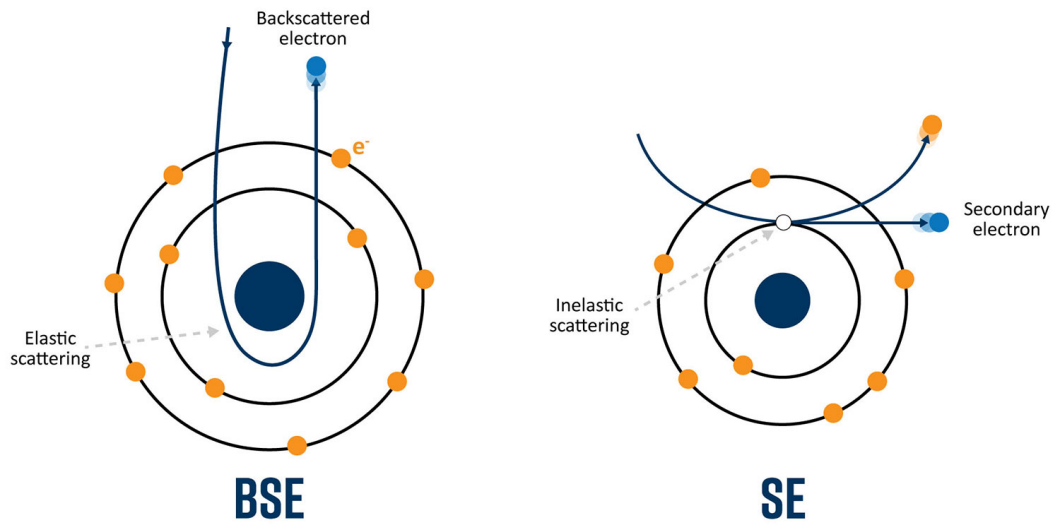 Backscattered
electron
e-
Elastic
scattering
BSE
Secondary
electron
Inelastic
scattering
SE